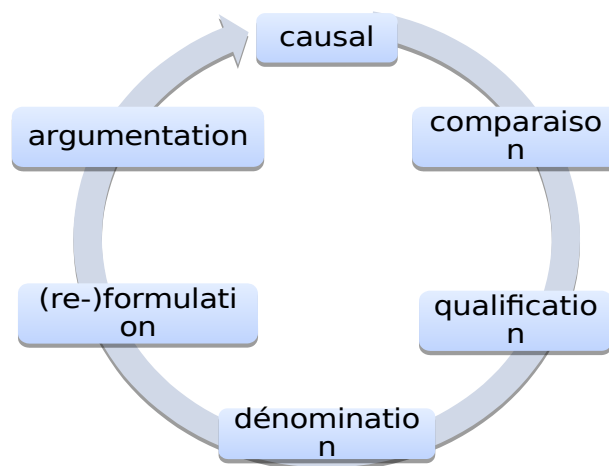 causal
comparaiso
n
qualificatio
n
dénominatio
n
(re-)formulati
on
argumentation